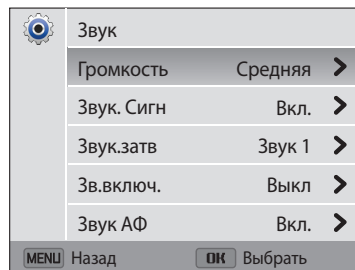 Звук
Громкость Средняя
Звук. Сигн Вкл.
Звук.затв Звук 1
Зв.включ. Выкл
Звук АФ Вкл.
MENU Назад OK Выбрать